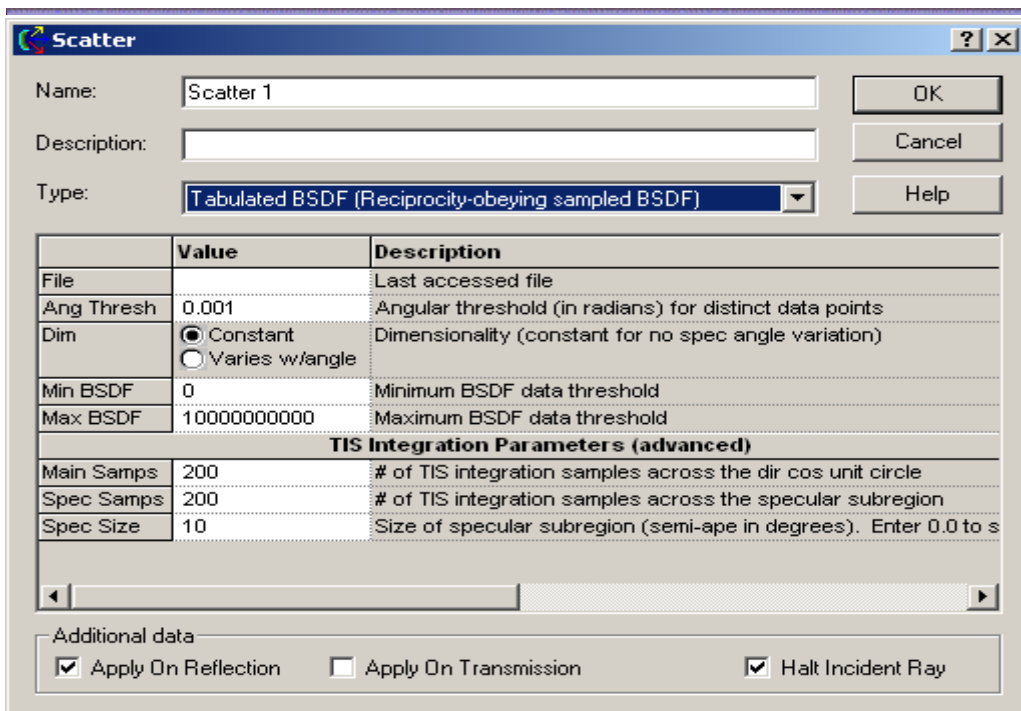 Scatter
Name: Scatter 1 OK
Description: Cancel
Type: Tabulated BSDF (Reciprocity-obeying sampled BSDF) Help
Value Description
File Last accessed file
Ang Thresh 0.001 Angular threshold (in radians) for distinct data points
Dim Constant Dimensionality (constant for no spec angle variation)
Varies w/angle
Min BSDF 0 Minimum BSDF data threshold
Max BSDF 10000000000 Maximum BSDF data threshold
TIS Integration Parameters (advanced)
Main Samps 200 # of TIS integration samples across the dir cos unit circle
Spec Samps 200 # of TIS integration samples across the specular subregion
Spec Size 10 Size of specular subregion (semi-ape in degrees). Enter 0.0 to s
Additional data
Apply On Reflection Apply On Transmission Halt Incident Ray